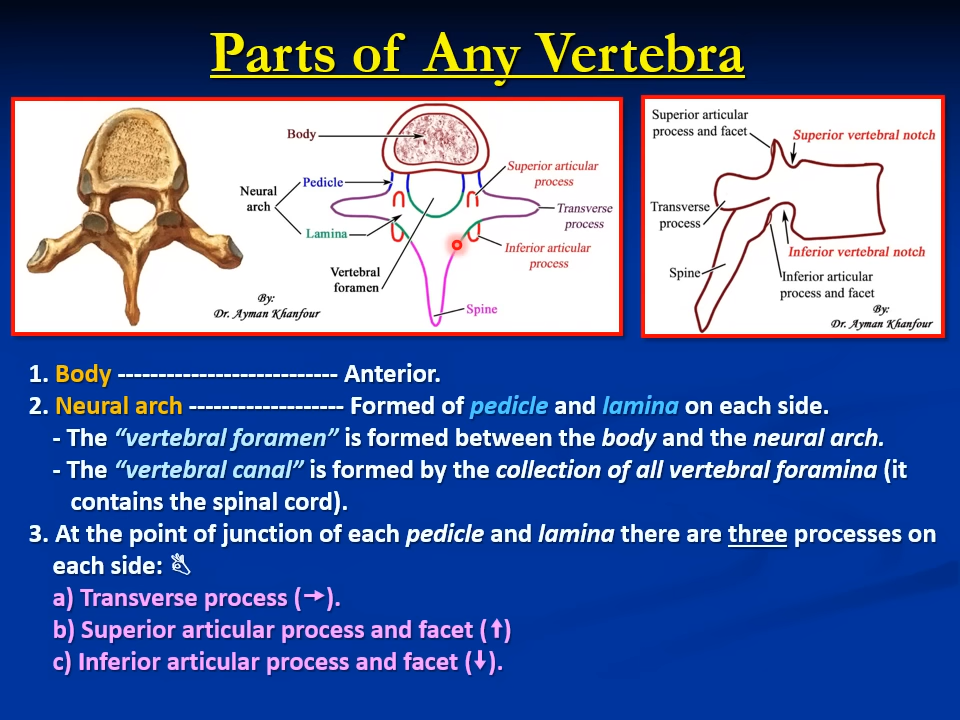 Parts of Any Vertebra
Body
Neural
arch
Pedicle
Lamina
Vertebral
foramen
Superior articular
process
Transverse
process
Inferior articular
process
Spine
By:
Dr. Ayman Khanfour
Superior articular
process and facet
Superior vertebral notch
Transverse
process
Inferior vertebral notch
Spine
Inferior articular
process and facet
By:
Dr. Ayman Khanfour
1. Body --------------------------- Anterior.
2. Neural arch ------------------- Formed of pedicle and lamina on each side.
- The “vertebral foramen” is formed between the body and the neural arch.
- The “vertebral canal” is formed by the collection of all vertebral foramina (it
contains the spinal cord).
3. At the point of junction of each pedicle and lamina there are three processes on
each side:
a) Transverse process (→).
b) Superior articular process and facet (↑)
c) Inferior articular process and facet (↓).